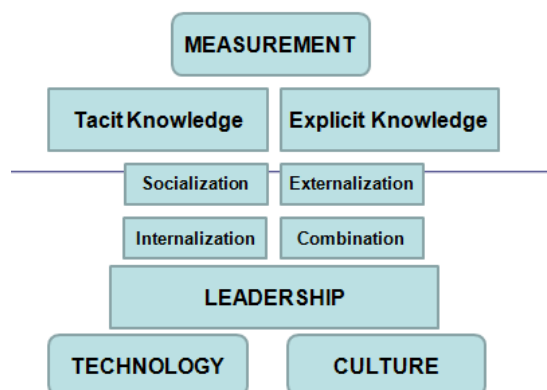 MEASUREMENT
Tacit Knowledge
Explicit Knowledge
Socialization
Externalization
Internalization
Combination
LEADERSHIP
TECHNOLOGY
CULTURE